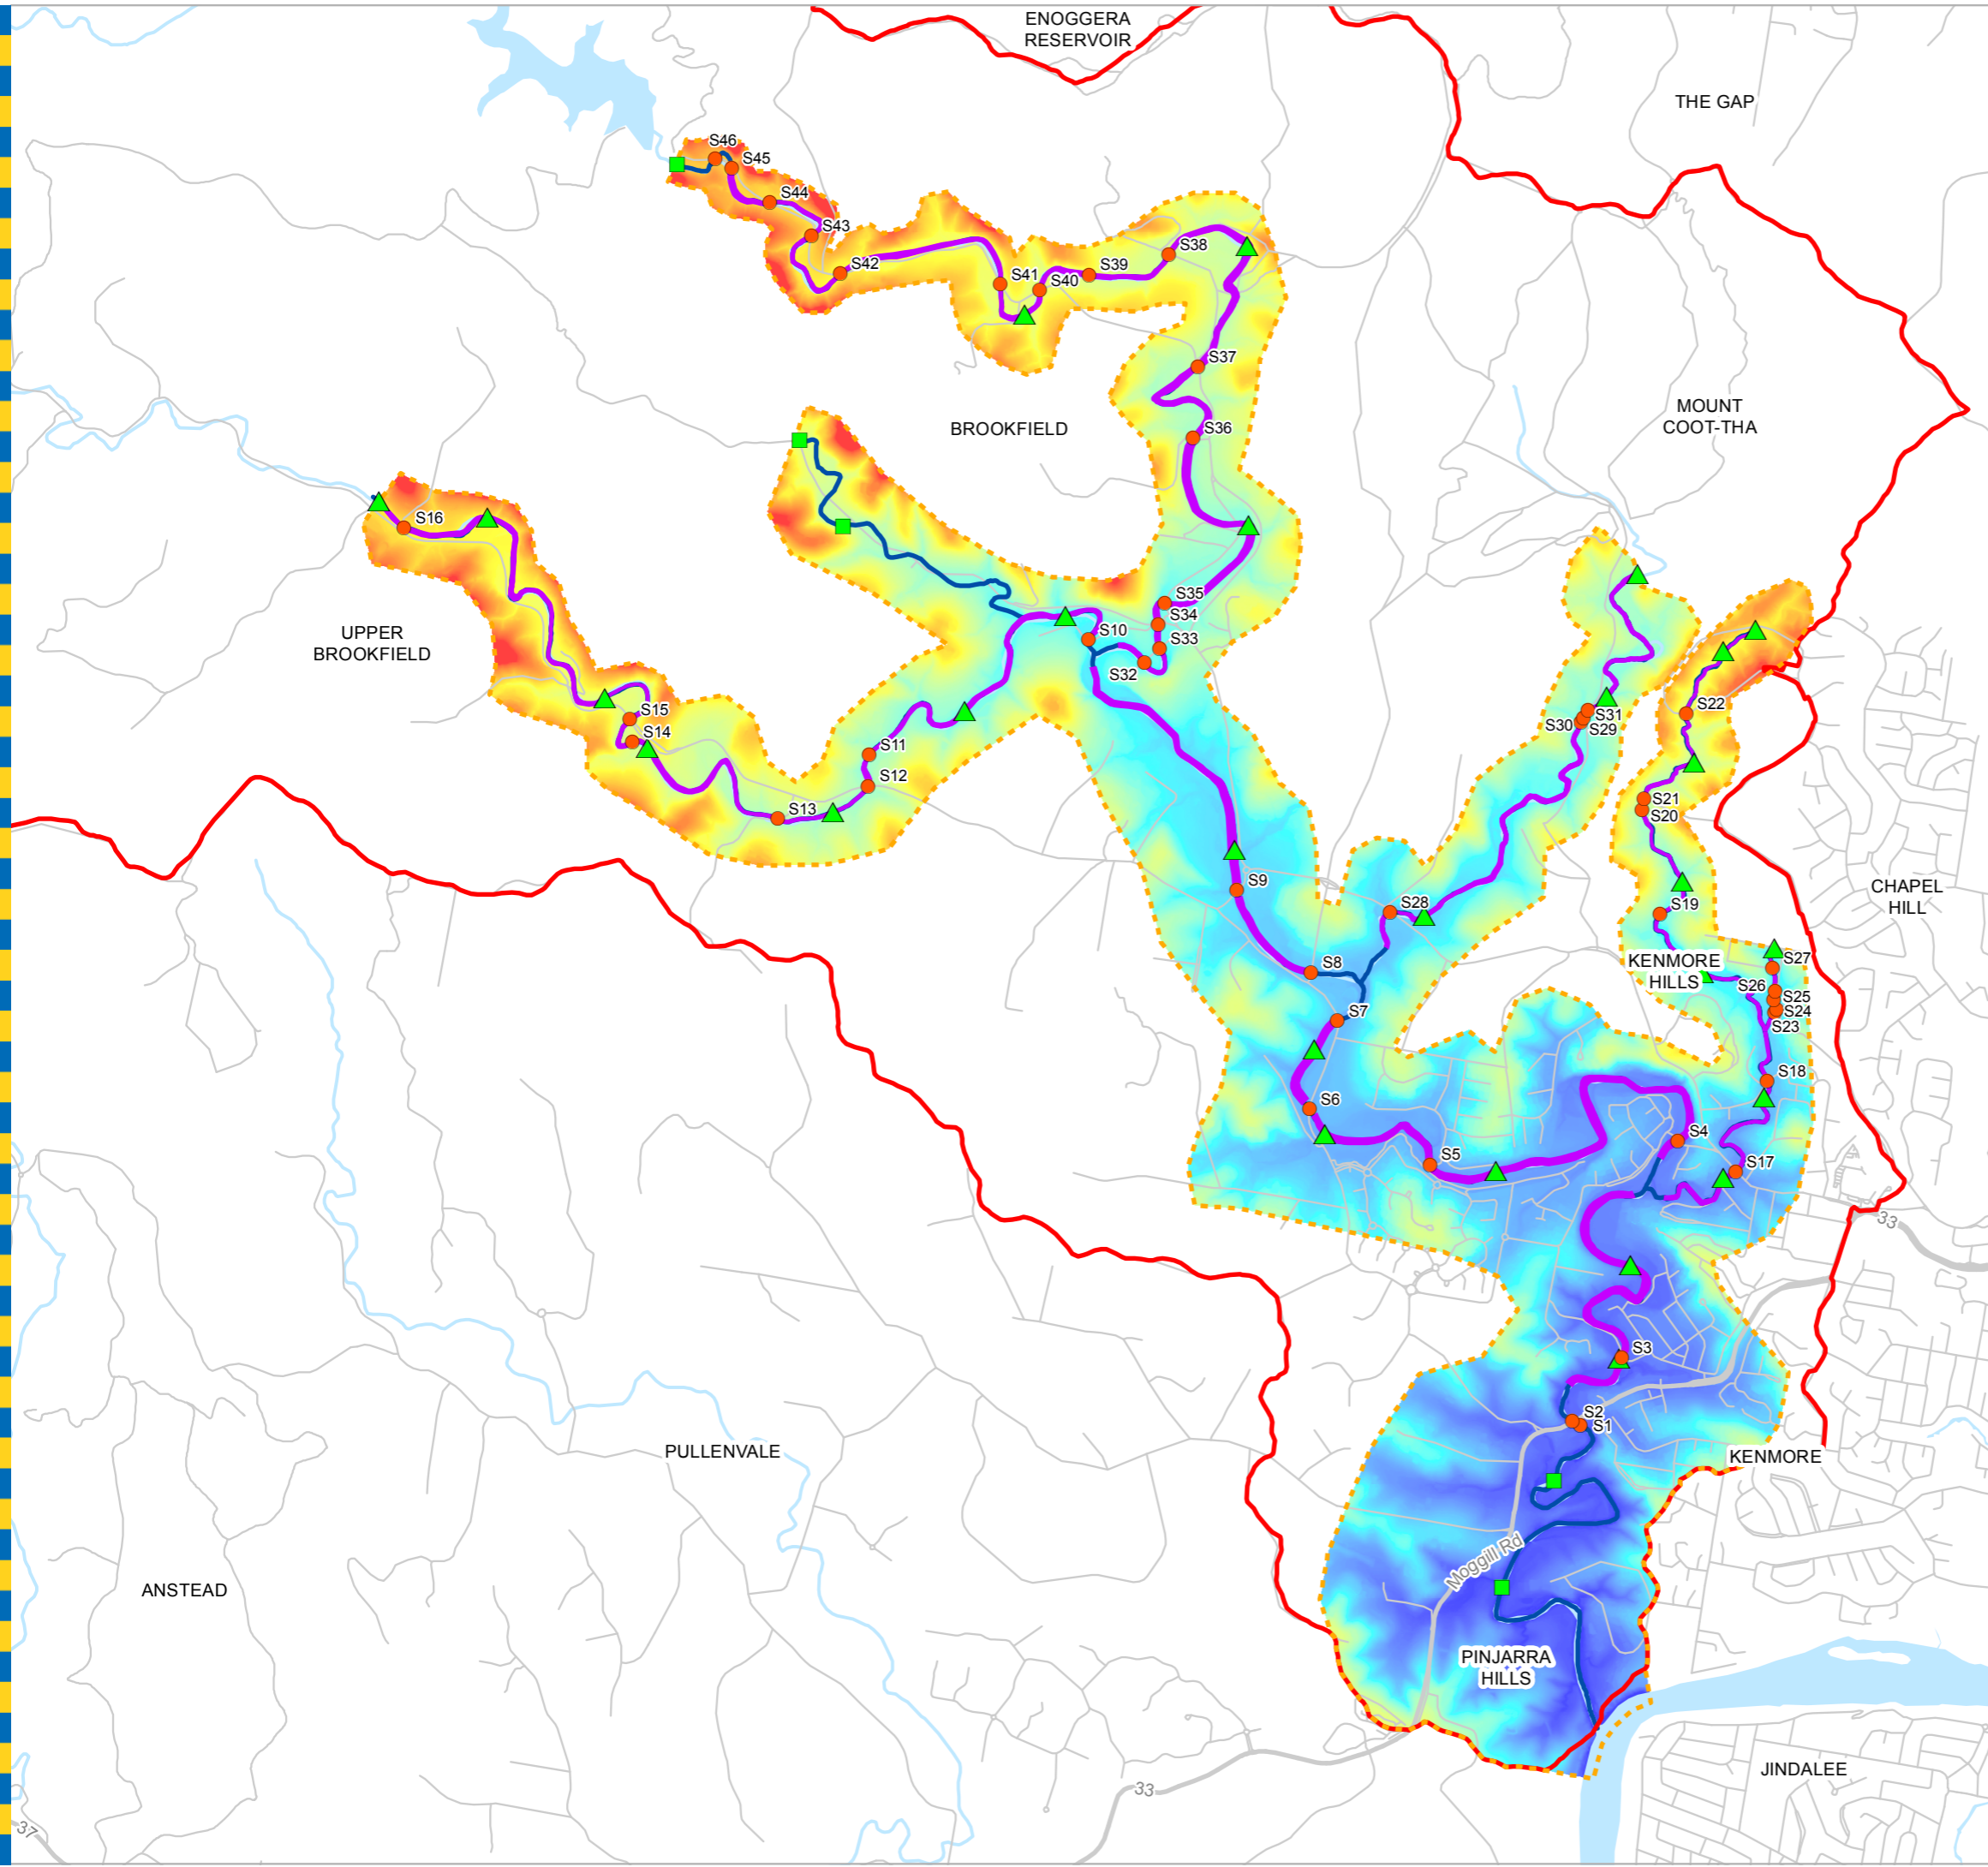 ENOGGERA
RESERVOIR
THE GAP
S46
S45
S44
S43
S42
S41
S40
S39
S38
S37
S36
BROOKFIELD
MOUNT
COOT-THA
S16
UPPER
BROOKFIELD
S35
S34
S33
S32
S10
S15
S14
S11
S12
S13
S31
S30
S29
S22
S21
S20
S9
S28
S19
CHAPEL
HILL
KENMORE
HILLS
S27
S26
S25
S24
S23
S8
S7
S18
S6
S5
S4
S17
33
S3
S2
S1
PULLENVALE
KENMORE
ANSTEAD
Moggill Rd
PINJARRA
HILLS
JINDALEE
33
37